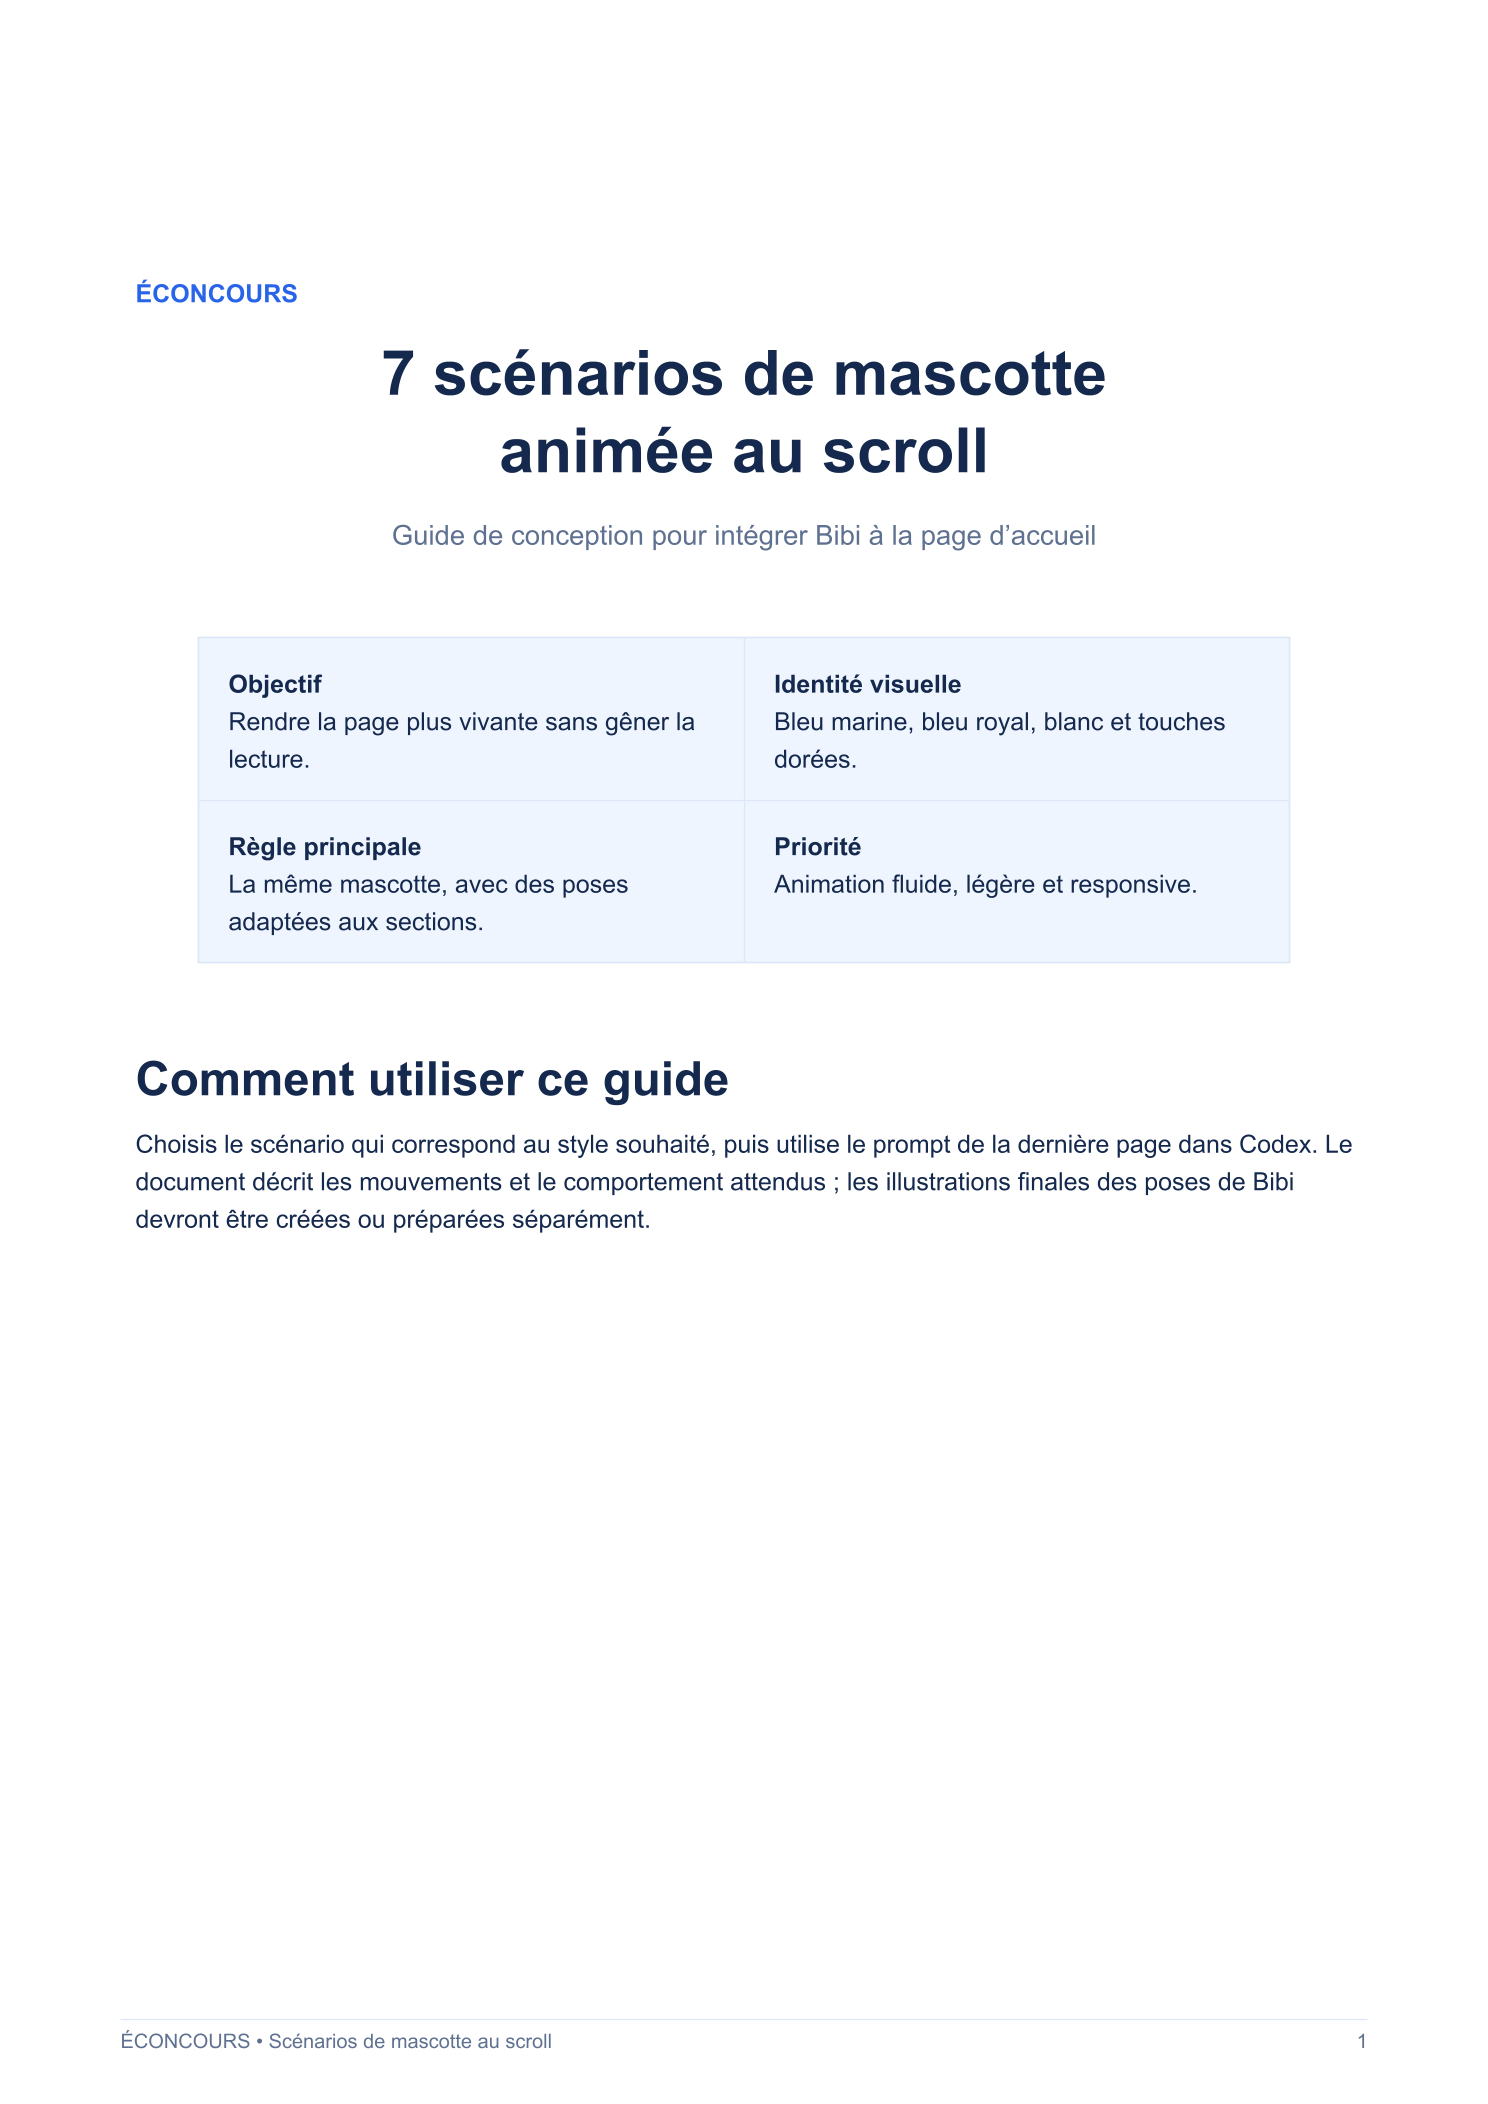 ÉCONCOURS
7 scénarios de mascotte
animée au scroll
Guide de conception pour intégrer Bibi à la page d’accueil
Objectif
Rendre la page plus vivante sans gêner la
lecture.
Identité visuelle
Bleu marine, bleu royal, blanc et touches
dorées.
Règle principale
La même mascotte, avec des poses
adaptées aux sections.
Priorité
Animation fluide, légère et responsive.
Comment utiliser ce guide
Choisis le scénario qui correspond au style souhaité, puis utilise le prompt de la dernière page dans Codex. Le
document décrit les mouvements et le comportement attendus ; les illustrations finales des poses de Bibi
devront être créées ou préparées séparément.
ÉCONCOURS • Scénarios de mascotte au scroll
1